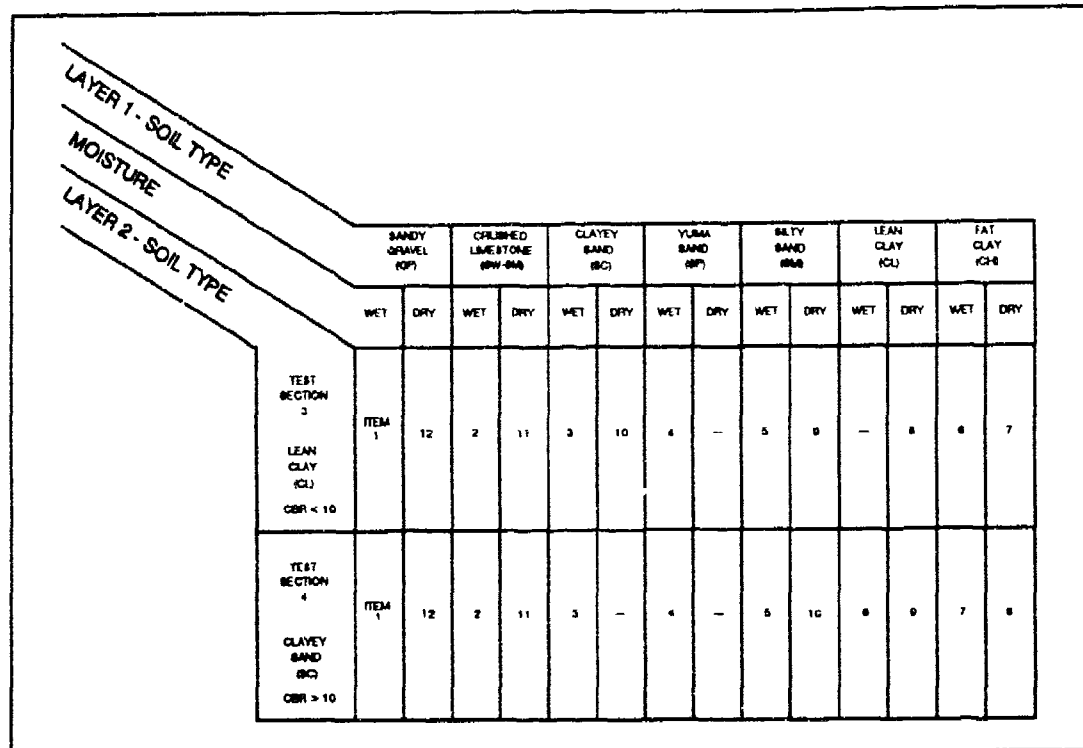 LAYER 1 - SOIL TYPE
MOISTURE
LAYER 2 - SOIL TYPE
SANDY CRUSHED CLAYEY YUMA SILTY LEAN FAT
GRAVEL LIMESTONE SAND SAND SAND CLAY CLAY
(GP) (SW-SM) (SC) (SP) (SM) (CL) (CH)
WET DRY WET DRY WET DRY WET DRY WET DRY WET DRY WET DRY
TEST
SECTION
3
LEAN
CLAY
(CL)
CBR < 10
ITEM
1 12 2 11 3 10 4 — 5 9 — 8 6 7
TEST
SECTION
4
CLAYEY
SAND
(SC)
CBR > 10
ITEM
1 12 2 11 3 — 4 — 5 10 6 9 7 8